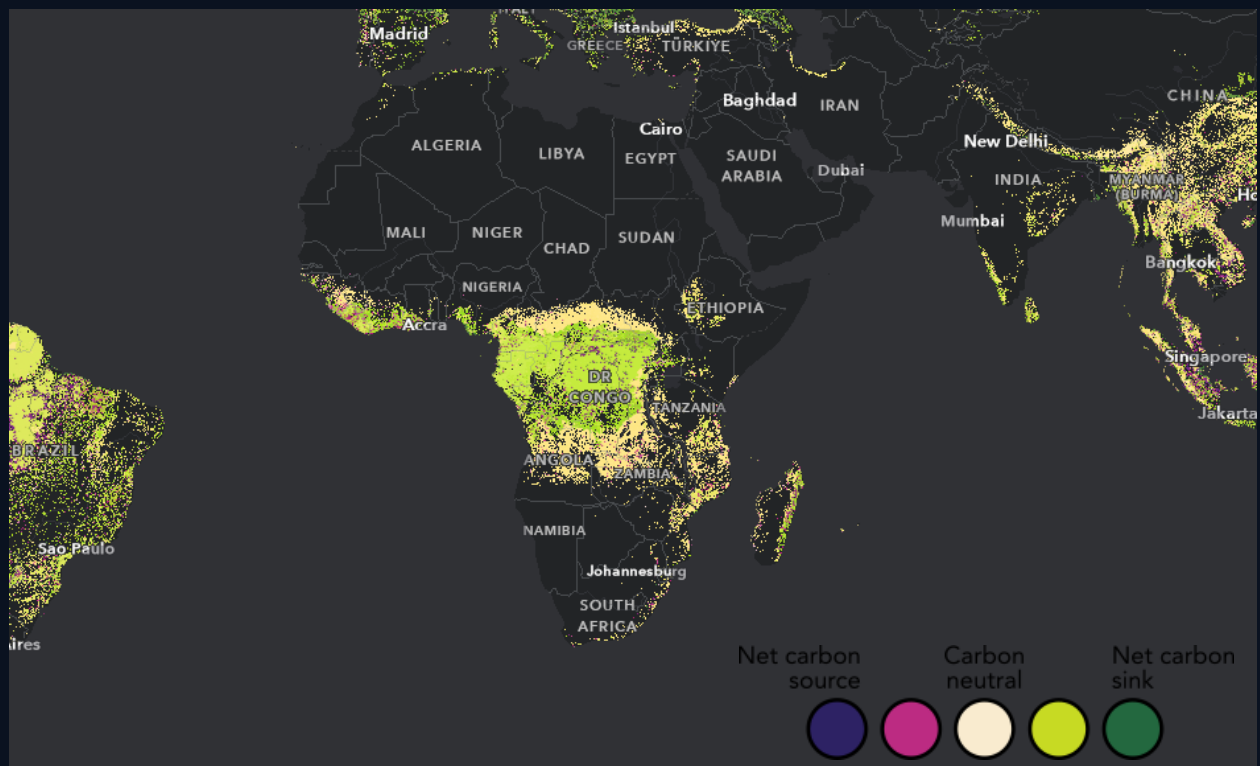 Madrid
Istanbul
GREECE
TÜRKIYE
Baghdad
IRAN
CHINA
Cairo
ALGERIA
LIBYA
EGYPT
SAUDI
ARABIA
Dubai
New Delhi
INDIA
MYANMAR
(BURMA)
Mumbai
MALI
NIGER
CHAD
SUDAN
Bangkok
NIGERIA
ETHIOPIA
Accra
Singapore
DR
CONGO
TANZANIA
Jakarta
BRAZIL
ANGOLA
ZAMBIA
NAMIBIA
Sao Paulo
Johannesburg
SOUTH
AFRICA
Net carbon
source
Carbon
neutral
Net carbon
sink